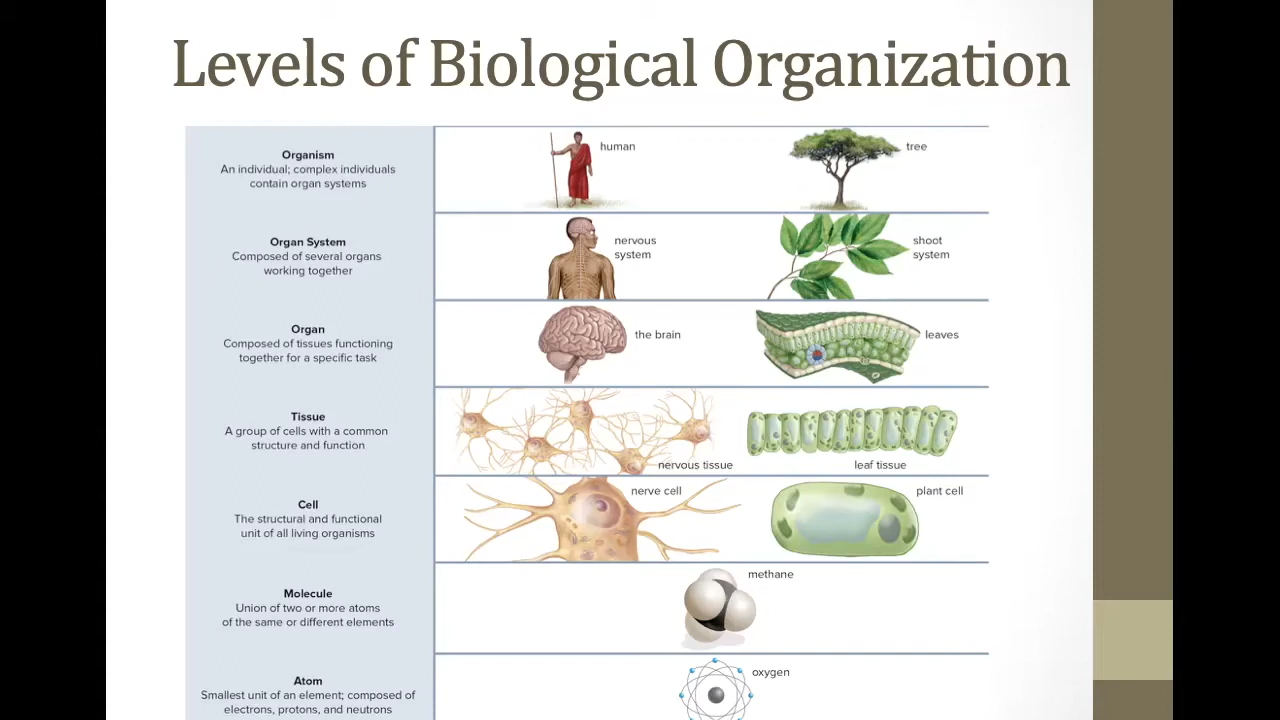 Levels of Biological Organization
Organism
An individual; complex individuals
contain organ systems
human
tree
Organ System
Composed of several organs
working together
nervous
system
shoot
system
Organ
Composed of tissues functioning
together for a specific task
the brain
leaves
Tissue
A group of cells with a common
structure and function
nervous tissue
leaf tissue
Cell
The structural and functional
unit of all living organisms
nerve cell
plant cell
Molecule
Union of two or more atoms
of the same or different elements
methane
Atom
Smallest unit of an element; composed of
electrons, protons, and neutrons
oxygen